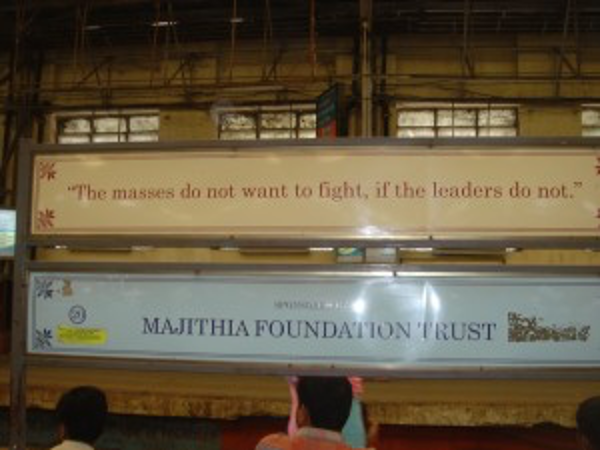 “The masses do not want to fight, if the leaders do not.”
MAJITHIA FOUNDATION TRUST